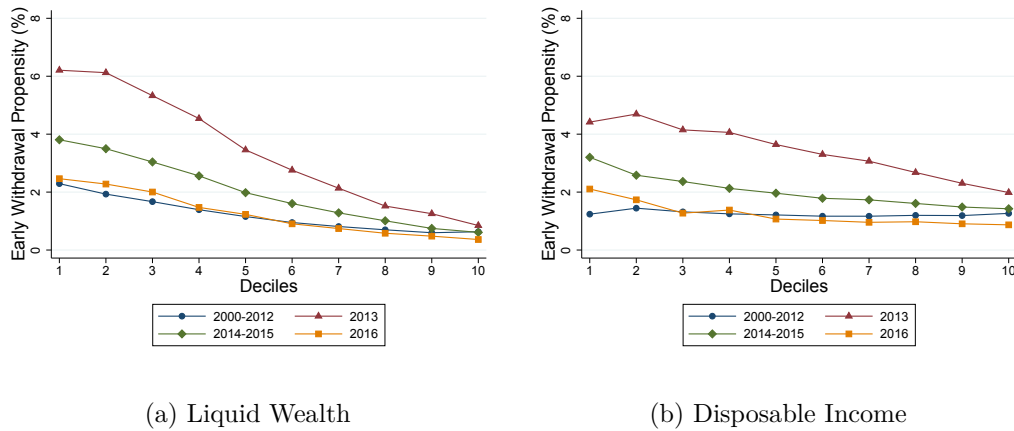 Early Withdrawal Propensity (%)
8
6
4
2
0
1 2 3 4 5 6 7 8 9 10
Deciles
2000-2012 2013
2014-2015 2016
(a) Liquid Wealth
Early Withdrawal Propensity (%)
8
6
4
2
0
1 2 3 4 5 6 7 8 9 10
Deciles
2000-2012 2013
2014-2015 2016
(b) Disposable Income